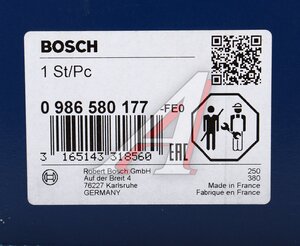 BOSCH
1 St/Pc
0 986 580 177 -FE0
3 165143 318560
EAC
Robert Bosch GmbH
Auf der Breit 4
76227 Karlsruhe
GERMANY
250
380
Made in France
Fabriqué en France